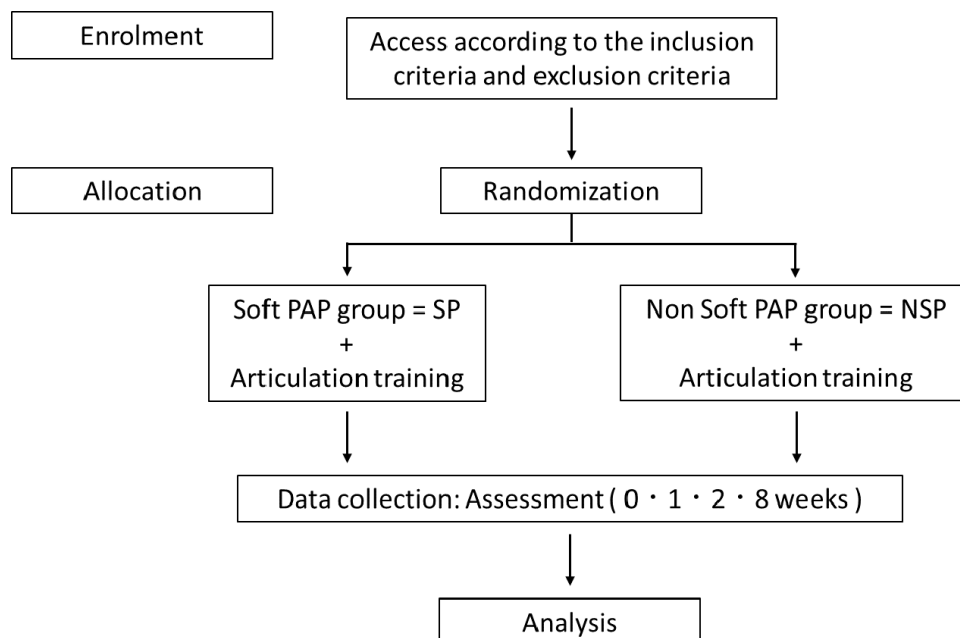 Enrolment
Access according to the inclusion
criteria and exclusion criteria
Allocation
Randomization
Soft PAP group = SP
+
Articulation training
Non Soft PAP group = NSP
+
Articulation training
Data collection: Assessment ( 0・1・2・8 weeks )
Analysis